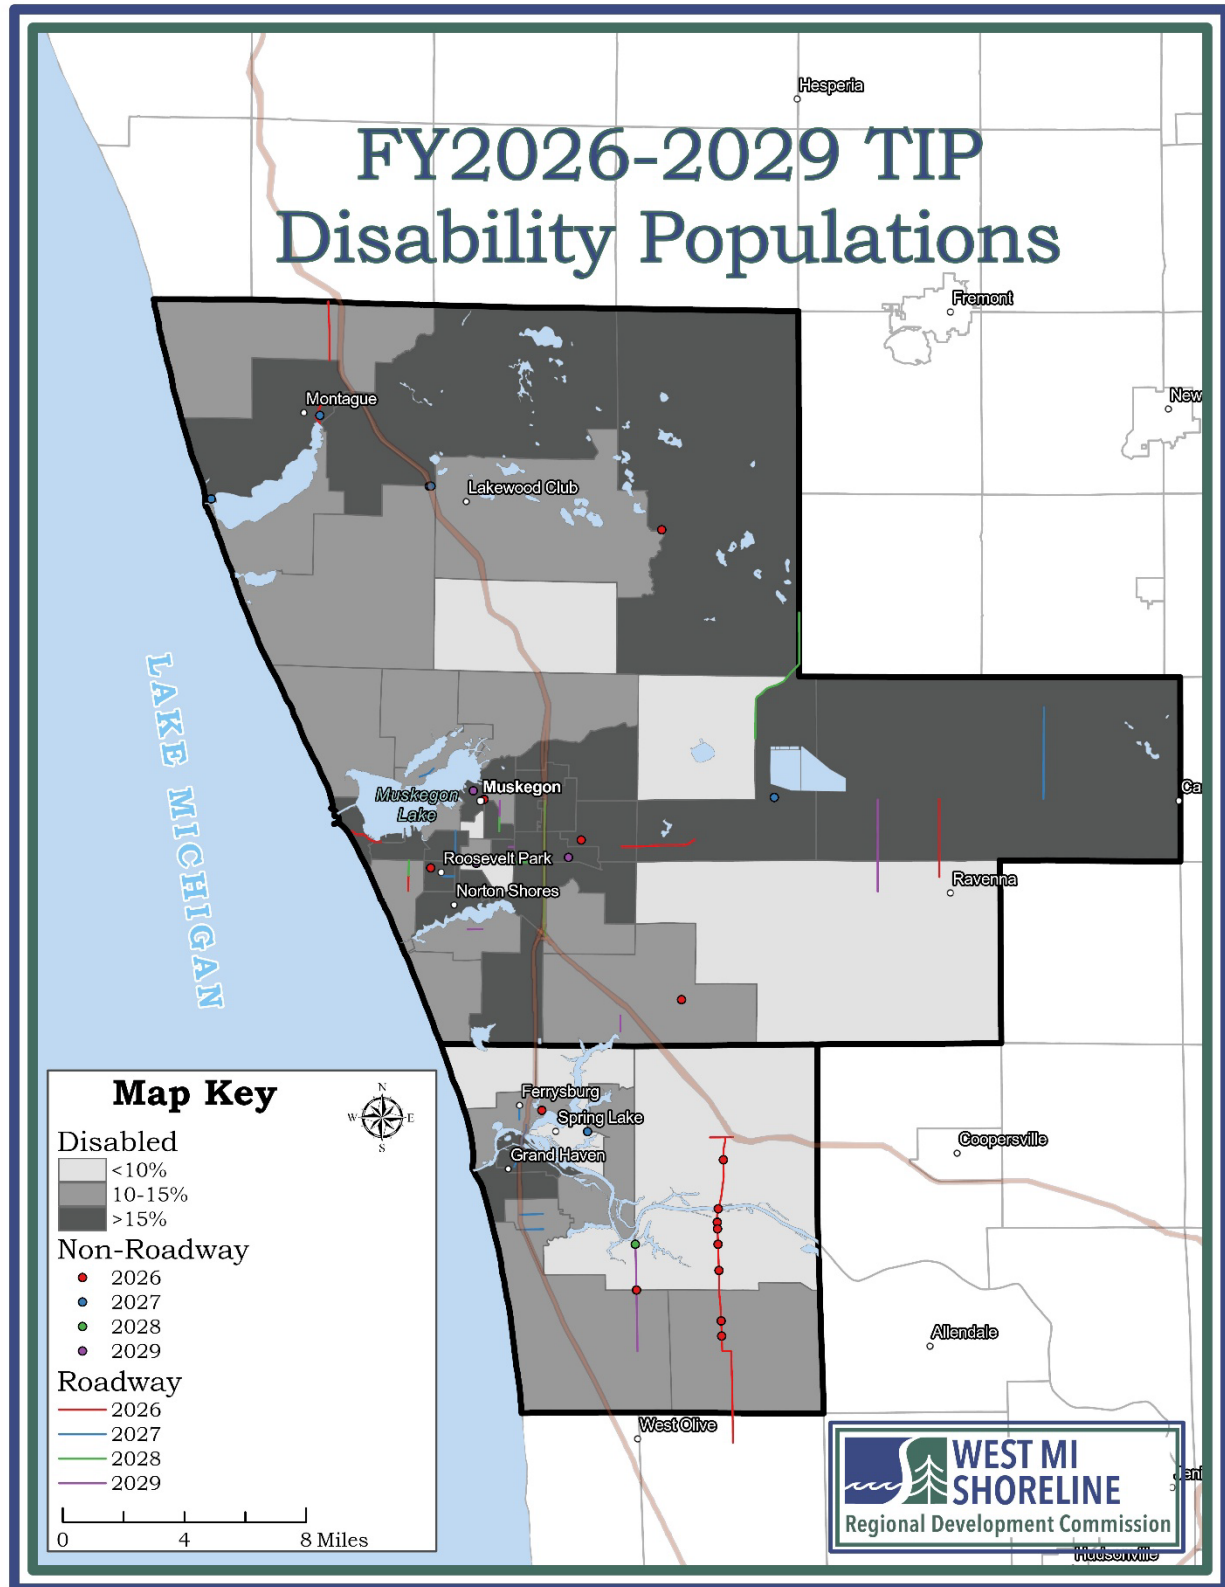 Hesperia
FY2026-2029 TIP
Disability Populations
Fremont
New
Montague
Lakewood Club
LAKE MICHIGAN
Muskegon
Muskegon
Lake
Ca
Roosevelt Park
Ravenna
Norton Shores
Ferrysburg
Spring Lake
Grand Haven
Coopersville
Allendale
West Olive
Map Key
N
W
E
S
Disabled
<10%
10-15%
>15%
Non-Roadway
2026
2027
2028
2029
Roadway
2026
2027
2028
2029
0 4 8 Miles
WEST MI
SHORELINE
Regional Development Commission
Jeni
Hudsonville